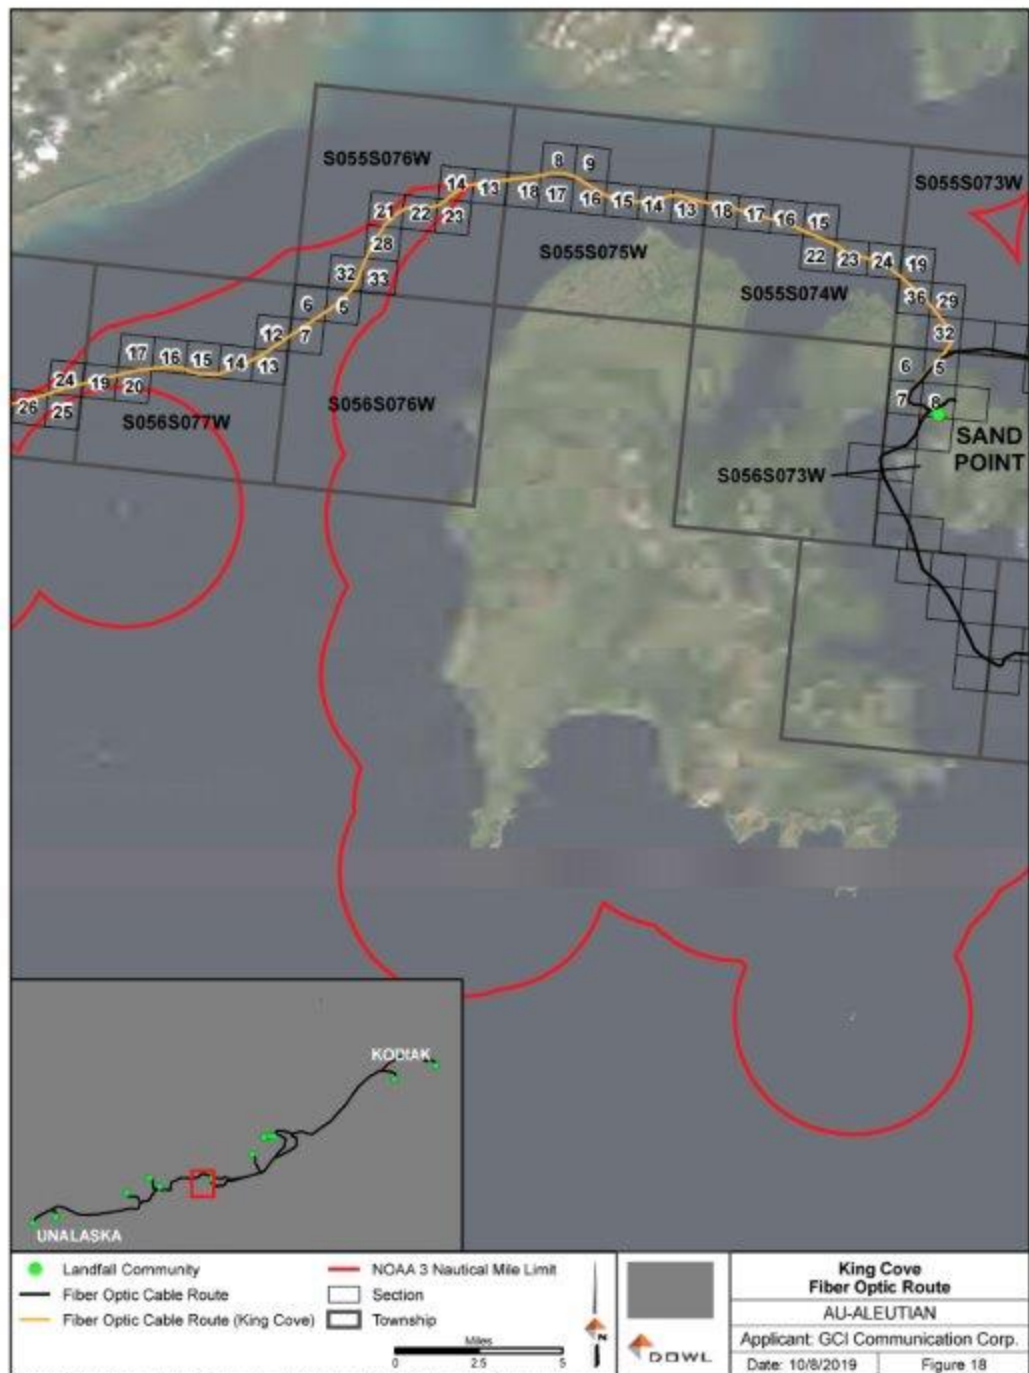 8 9
S055S076W
S055S073W
14 13 18 17 16 15 14 13 18 17 16 15
21 22 23
28
S055S075W
22 23 24 19
32 33
S055S074W
36 29
6 5
32
12 7
17 16 15 14 13
6 5
24 19 20
7 8
26 25
S056S077W
S056S076W
SAND
POINT
S056S073W
KODIAK
UNALASKA
Landfall Community
Fiber Optic Cable Route
Fiber Optic Cable Route (King Cove)
NOAA 3 Nautical Mile Limit
Section
Township
Miles
0 2.5 5
N
DOWL
King Cove
Fiber Optic Route
AU-ALEUTIAN
Applicant: GCI Communication Corp.
Date: 10/8/2019
Figure 18